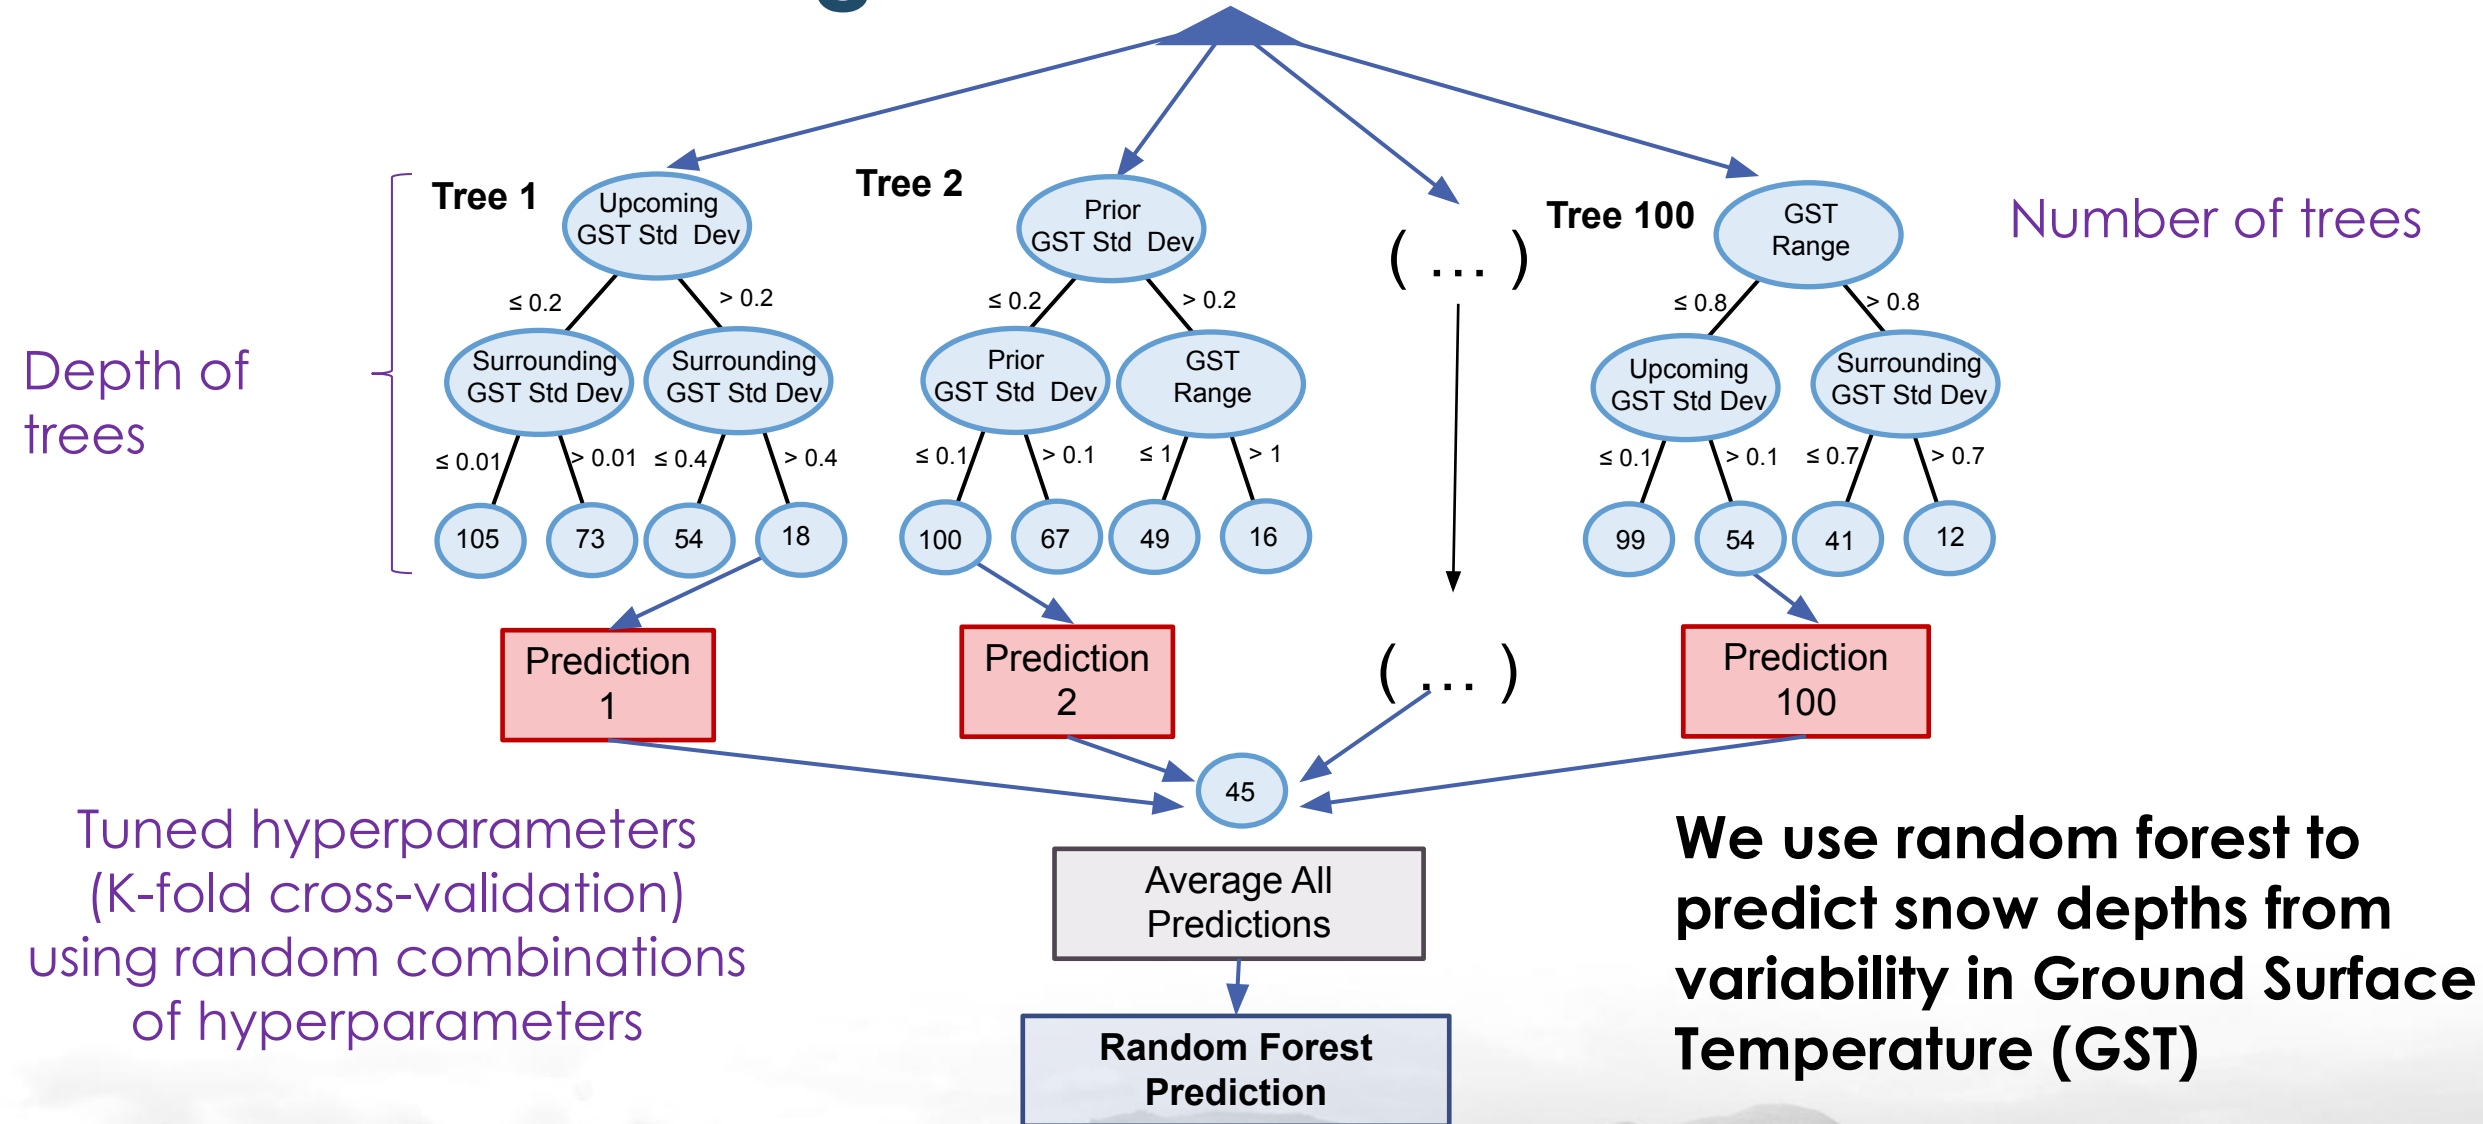 Tree 1
Upcoming
GST Std Dev
≤ 0.2
> 0.2
Surrounding
GST Std Dev
Surrounding
GST Std Dev
≤ 0.01
> 0.01
≤ 0.4
> 0.4
105
73
54
18
Prediction
1
Tree 2
Prior
GST Std Dev
≤ 0.2
> 0.2
Prior
GST Std Dev
GST
Range
≤ 0.1
> 0.1
≤ 1
> 1
100
67
49
16
Prediction
2
( ... )
( ... )
Tree 100
GST
Range
≤ 0.8
> 0.8
Upcoming
GST Std Dev
Surrounding
GST Std Dev
≤ 0.1
> 0.1
≤ 0.7
> 0.7
99
54
41
12
Prediction
100
Number of trees
Depth of
trees
45
Average All
Predictions
Random Forest
Prediction
Tuned hyperparameters
(K-fold cross-validation)
using random combinations
of hyperparameters
We use random forest to
predict snow depths from
variability in Ground Surface
Temperature (GST)